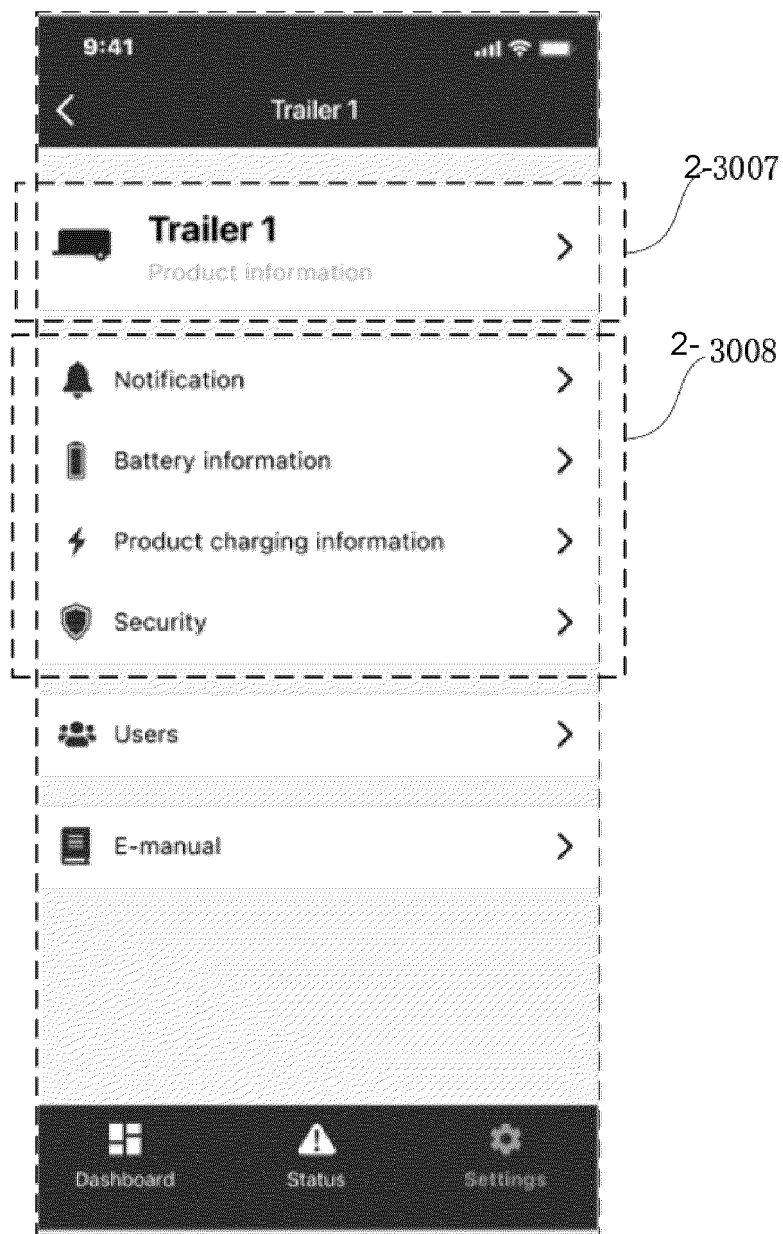 9:41
Trailer 1
2-3007
Trailer 1
Product information
2-3008
Notification
Battery information
Product charging information
Security
Users
E-manual
Dashboard Status Settings